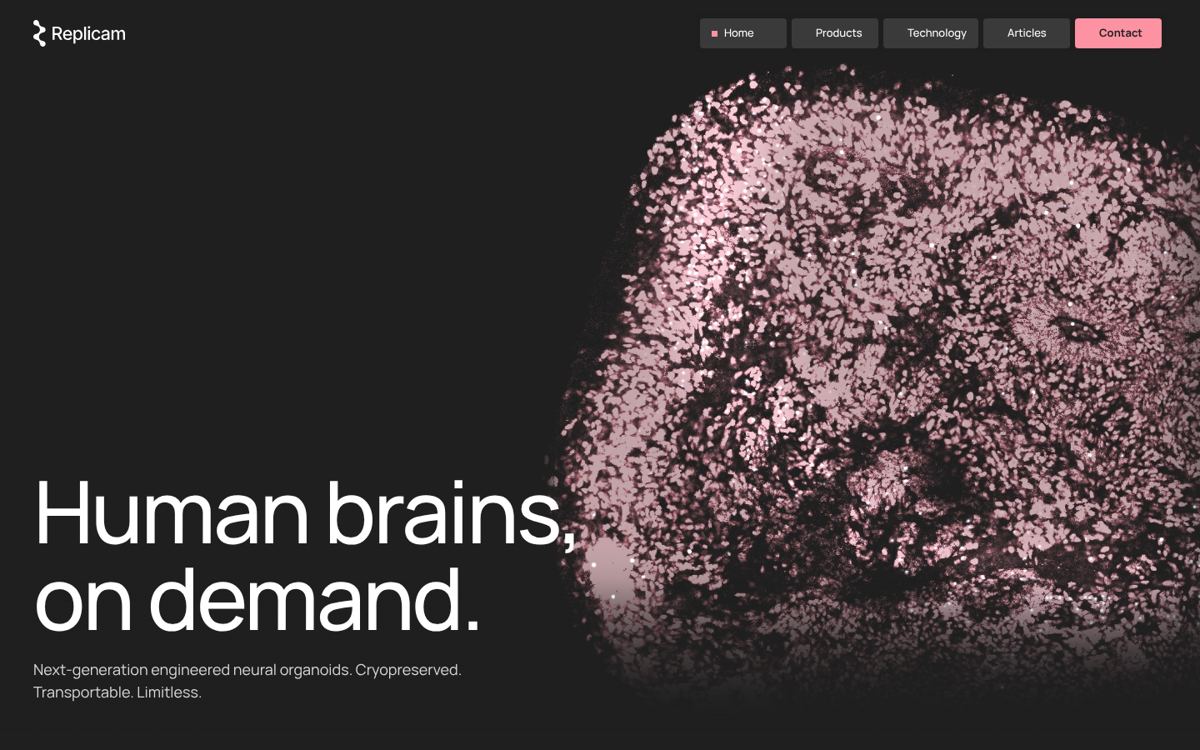 Replicam
Home
Products
Technology
Articles
Contact
Human brains,
on demand.
Next-generation engineered neural organoids. Cryopreserved.
Transportable. Limitless.